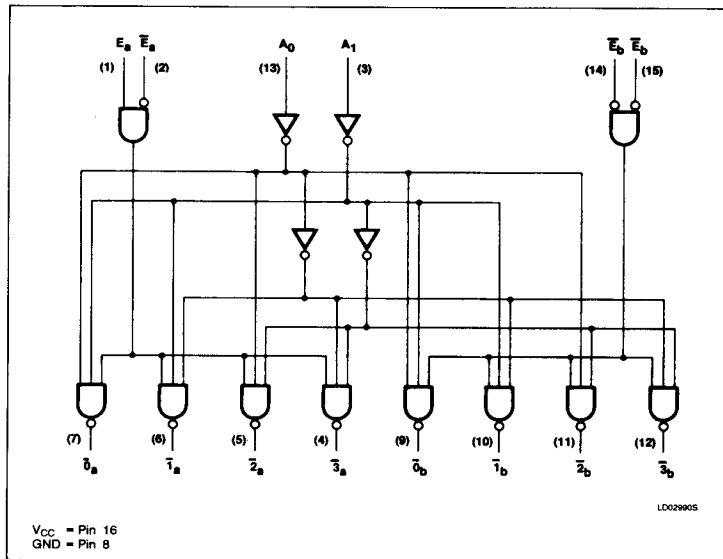 Ea Ēa A0 A1 Ēb Ēb
(1) (2) (13) (3) (14) (15)
(7) (6) (5) (4) (9) (10) (11) (12)
0̄a 1̄a 2̄a 3̄a 0̄b 1̄b 2̄b 3̄b
LD02990S
VCC = Pin 16
GND = Pin 8